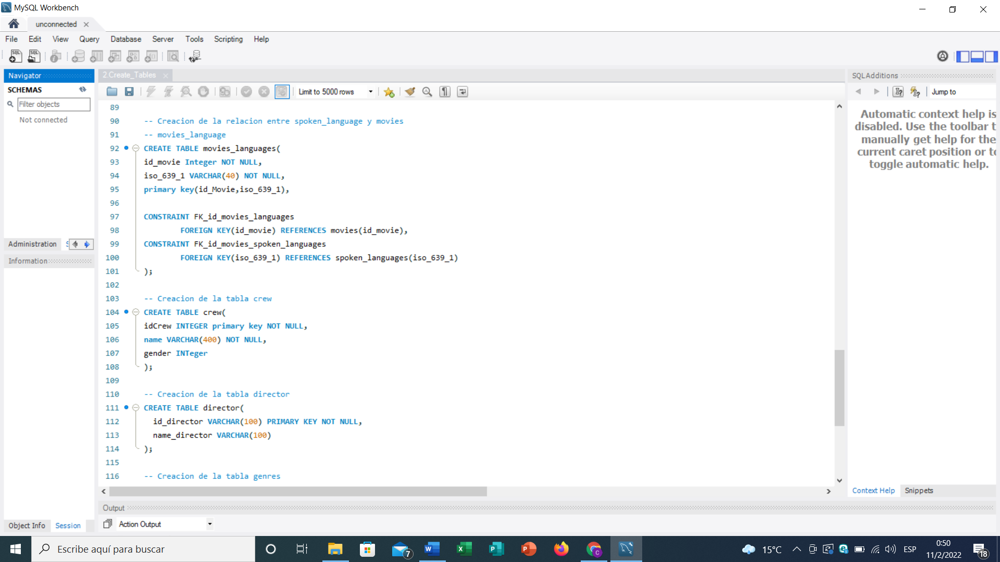 MySQL Workbench
unconnected
File Edit View Query Database Server Tools Scripting Help
Navigator
SCHEMAS
Filter objects
Not connected
Administration
Information
Object Info Session
2.Create_Tables
Limit to 5000 rows
89
90 -- Creacion de la relacion entre spoken_language y movies
91 -- movies_language
92 CREATE TABLE movies_languages(
93 id_movie Integer NOT NULL,
94 iso_639_1 VARCHAR(40) NOT NULL,
95 primary key(id_Movie,iso_639_1),
96
97 CONSTRAINT FK_id_movies_languages
98 FOREIGN KEY(id_movie) REFERENCES movies(id_movie),
99 CONSTRAINT FK_id_movies_spoken_languages
100 FOREIGN KEY(iso_639_1) REFERENCES spoken_languages(iso_639_1)
101 );
102
103 -- Creacion de la tabla crew
104 CREATE TABLE crew(
105 idCrew INTEGER primary key NOT NULL,
106 name VARCHAR(400) NOT NULL,
107 gender INTeger
108 );
109
110 -- Creacion de la tabla director
111 CREATE TABLE director(
112 id_director VARCHAR(100) PRIMARY KEY NOT NULL,
113 name_director VARCHAR(100)
114 );
115
116 -- Creacion de la tabla genres
Output
Action Output
SQLAdditions
Jump to
Automatic context help is
disabled. Use the toolbar t
manually get help for the
current caret position or to
toggle automatic help.
Context Help Snippets
Escribe aquí para buscar
7
15°C
ESP
0:50
11/2/2022
18